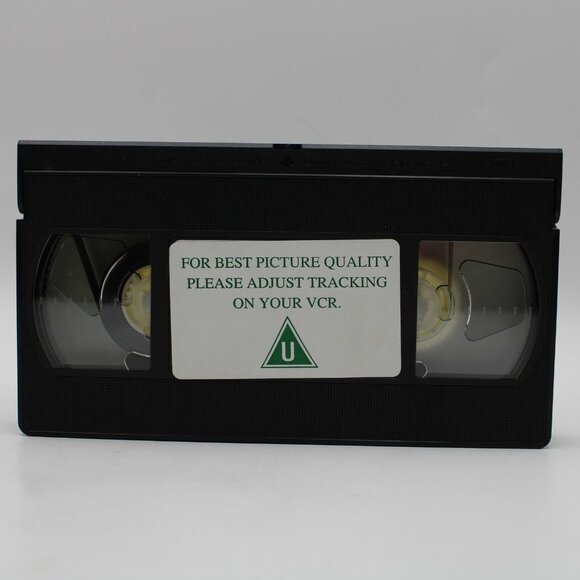 FOR BEST PICTURE QUALITY
PLEASE ADJUST TRACKING
ON YOUR VCR.
U